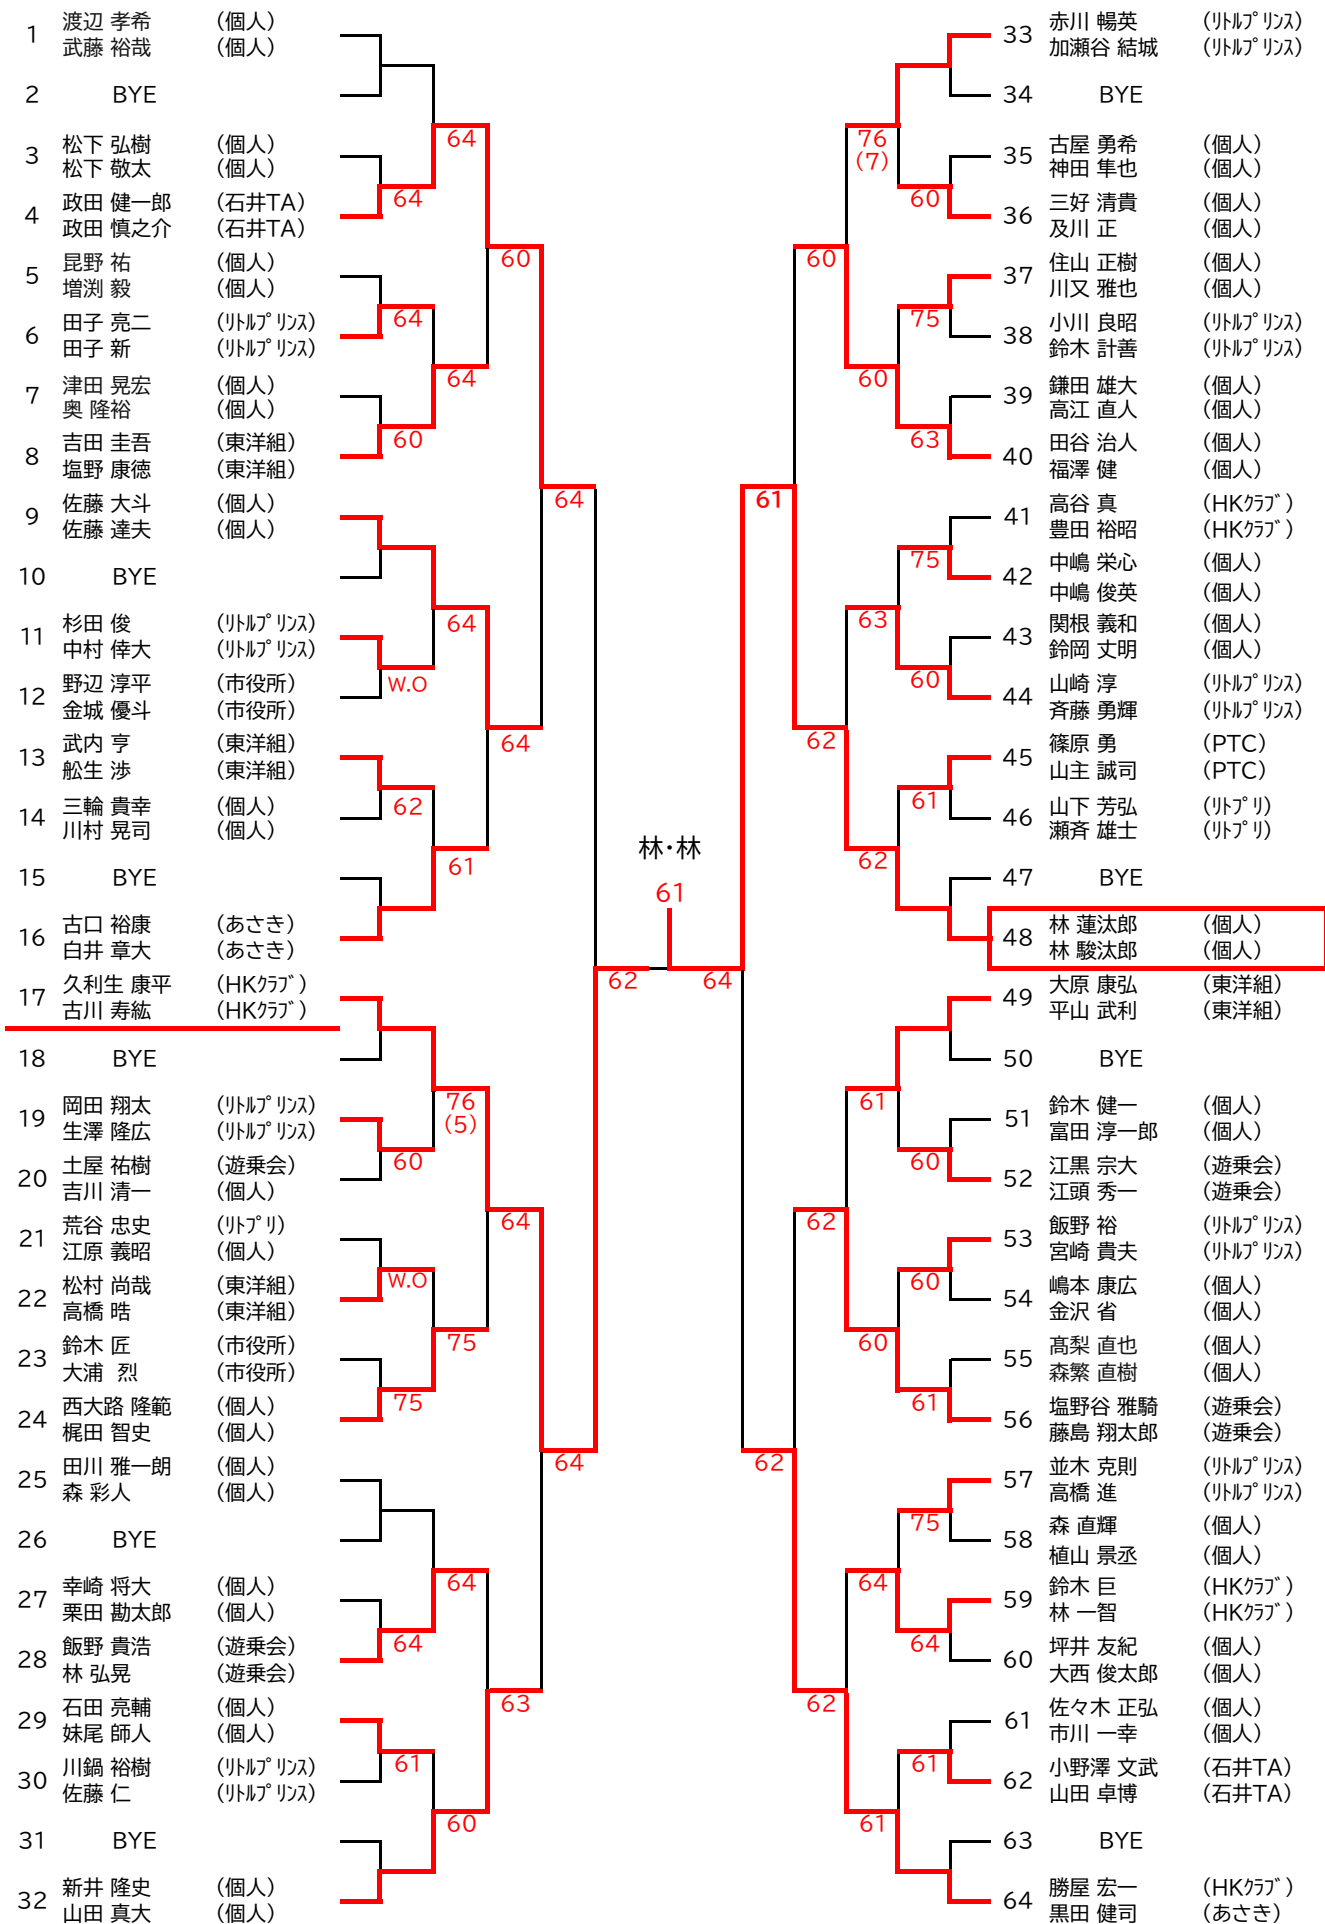 1 渡辺 孝希 （個人）
武藤 裕哉 （個人）
2 BYE
3 松下 弘樹 （個人）
松下 敬太 （個人）
4 政田 健一郎 （石井TA）
政田 慎之介 （石井TA）
5 昆野 祐 （個人）
増渕 毅 （個人）
6 田子 亮二 （ﾘﾄﾙﾌﾟﾘﾝｽ）
田子 新 （ﾘﾄﾙﾌﾟﾘﾝｽ）
7 津田 晃宏 （個人）
奥 隆裕 （個人）
8 吉田 圭吾 （東洋組）
塩野 康徳 （東洋組）
9 佐藤 大斗 （個人）
佐藤 達夫 （個人）
10 BYE
11 杉田 俊 （ﾘﾄﾙﾌﾟﾘﾝｽ）
中村 倖大 （ﾘﾄﾙﾌﾟﾘﾝｽ）
12 野辺 淳平 （市役所）
金城 優斗 （市役所）
13 武内 亨 （東洋組）
舩生 渉 （東洋組）
14 三輪 貴幸 （個人）
川村 晃司 （個人）
15 BYE
16 古口 裕康 （あさき）
白井 章大 （あさき）
17 久利生 康平 （HKｸﾗﾌﾞ）
古川 寿紘 （HKｸﾗﾌﾞ）
18 BYE
19 岡田 翔太 （ﾘﾄﾙﾌﾟﾘﾝｽ）
生澤 隆広 （ﾘﾄﾙﾌﾟﾘﾝｽ）
20 土屋 祐樹 （遊乗会）
吉川 清一 （個人）
21 荒谷 忠史 （ﾘﾄﾌﾟﾘ）
江原 義昭 （個人）
22 松村 尚哉 （東洋組）
高橋 晧 （東洋組）
23 鈴木 匠 （市役所）
大浦 烈 （市役所）
24 西大路 隆範 （個人）
梶田 智史 （個人）
25 田川 雅一朗 （個人）
森 彩人 （個人）
26 BYE
27 幸崎 将大 （個人）
栗田 勘太郎 （個人）
28 飯野 貴浩 （遊乗会）
林 弘晃 （遊乗会）
29 石田 亮輔 （個人）
妹尾 師人 （個人）
30 川鍋 裕樹 （ﾘﾄﾙﾌﾟﾘﾝｽ）
佐藤 仁 （ﾘﾄﾙﾌﾟﾘﾝｽ）
31 BYE
32 新井 隆史 （個人）
山田 真大 （個人）
64
64
64
60
W.O
62
60
W.O
75
64
61
64
64
64
61
76
(5)
75
64
60
60
64
64
63
64
64
62
林・林
61
64
61
62
60
62
62
62
76
(7)
60
63
62
61
60
64
61
60
75
63
75
60
61
60
60
61
75
64
61
33 赤川 暢英 （ﾘﾄﾙﾌﾟﾘﾝｽ）
加瀬谷 結城 （ﾘﾄﾙﾌﾟﾘﾝｽ）
34 BYE
35 古屋 勇希 （個人）
神田 隼也 （個人）
36 三好 清貴 （個人）
及川 正 （個人）
37 住山 正樹 （個人）
川又 雅也 （個人）
38 小川 良昭 （ﾘﾄﾙﾌﾟﾘﾝｽ）
鈴木 計善 （ﾘﾄﾙﾌﾟﾘﾝｽ）
39 鎌田 雄大 （個人）
高江 直人 （個人）
40 田谷 治人 （個人）
福澤 健 （個人）
41 高谷 真 （HKｸﾗﾌﾞ）
豊田 裕昭 （HKｸﾗﾌﾞ）
42 中嶋 栄心 （個人）
中嶋 俊英 （個人）
43 関根 義和 （個人）
鈴岡 丈明 （個人）
44 山崎 淳 （ﾘﾄﾙﾌﾟﾘﾝｽ）
斉藤 勇輝 （ﾘﾄﾙﾌﾟﾘﾝｽ）
45 篠原 勇 （PTC）
山主 誠司 （PTC）
46 山下 芳弘 （ﾘﾄﾌﾟﾘ）
瀬斉 雄士 （ﾘﾄﾌﾟﾘ）
47 BYE
48 林 蓮汰郎 （個人）
林 駿汰郎 （個人）
49 大原 康弘 （東洋組）
平山 武利 （東洋組）
50 BYE
51 鈴木 健一 （個人）
富田 淳一郎 （個人）
52 江黒 宗大 （遊乗会）
江頭 秀一 （遊乗会）
53 飯野 裕 （ﾘﾄﾙﾌﾟﾘﾝｽ）
宮崎 貴夫 （ﾘﾄﾙﾌﾟﾘﾝｽ）
54 嶋本 康広 （個人）
金沢 省 （個人）
55 髙梨 直也 （個人）
森繁 直樹 （個人）
56 塩野谷 雅騎 （遊乗会）
藤島 翔太郎 （遊乗会）
57 並木 克則 （ﾘﾄﾙﾌﾟﾘﾝｽ）
高橋 進 （ﾘﾄﾙﾌﾟﾘﾝｽ）
58 森 直輝 （個人）
植山 景丞 （個人）
59 鈴木 巨 （HKｸﾗﾌﾞ）
林 一智 （HKｸﾗﾌﾞ）
60 坪井 友紀 （個人）
大西 俊太郎 （個人）
61 佐々木 正弘 （個人）
市川 一幸 （個人）
62 小野澤 文武 （石井TA）
山田 卓博 （石井TA）
63 BYE
64 勝屋 宏一 （HKｸﾗﾌﾞ）
黒田 健司 （あさき）